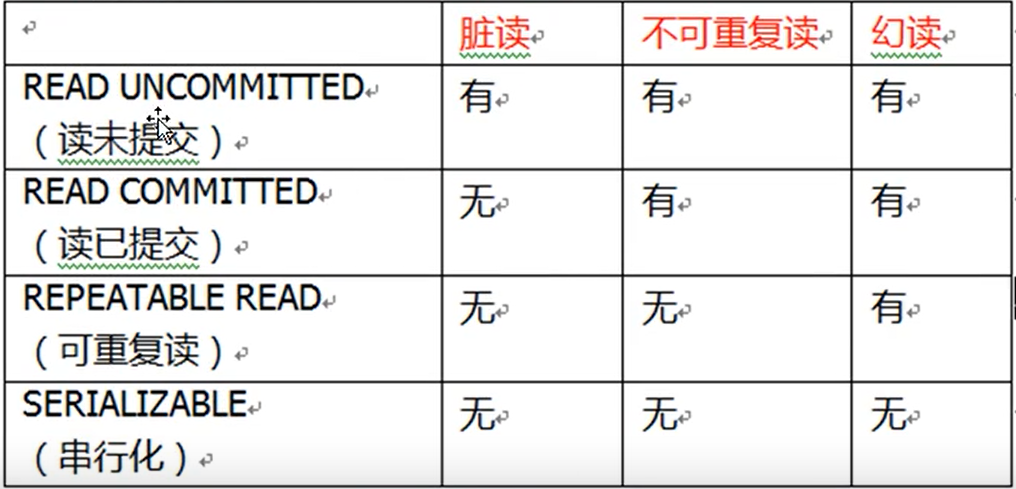 脏读 不可重复读 幻读
READ UNCOMMITTED 有 有 有
（读未提交）
READ COMMITTED 无 有 有
（读已提交）
REPEATABLE READ 无 无 有
（可重复读）
SERIALIZABLE 无 无 无
（串行化）